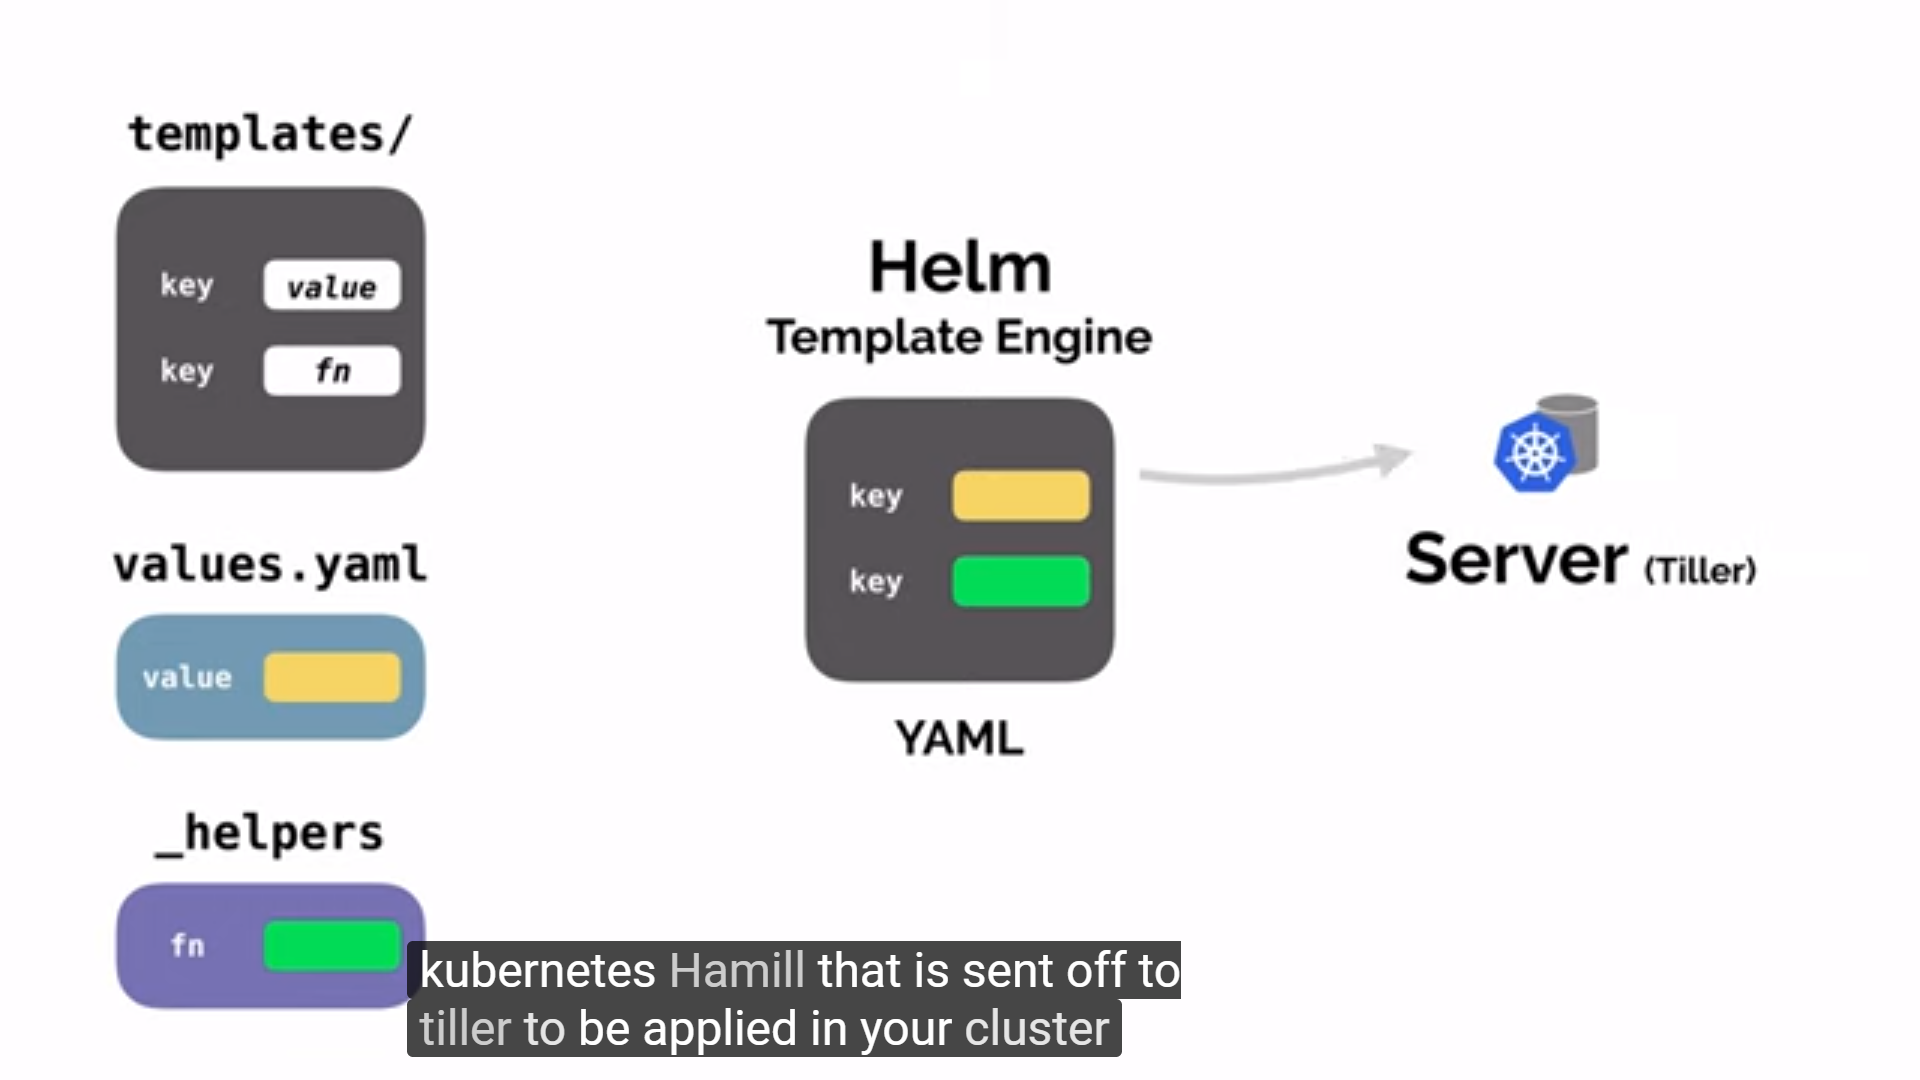 templates/
key value
key fn
values.yaml
value
_helpers
fn
Helm
Template Engine
key
key
YAML
Server (Tiller)
kubernetes Hamill that is sent off to
tiller to be applied in your cluster